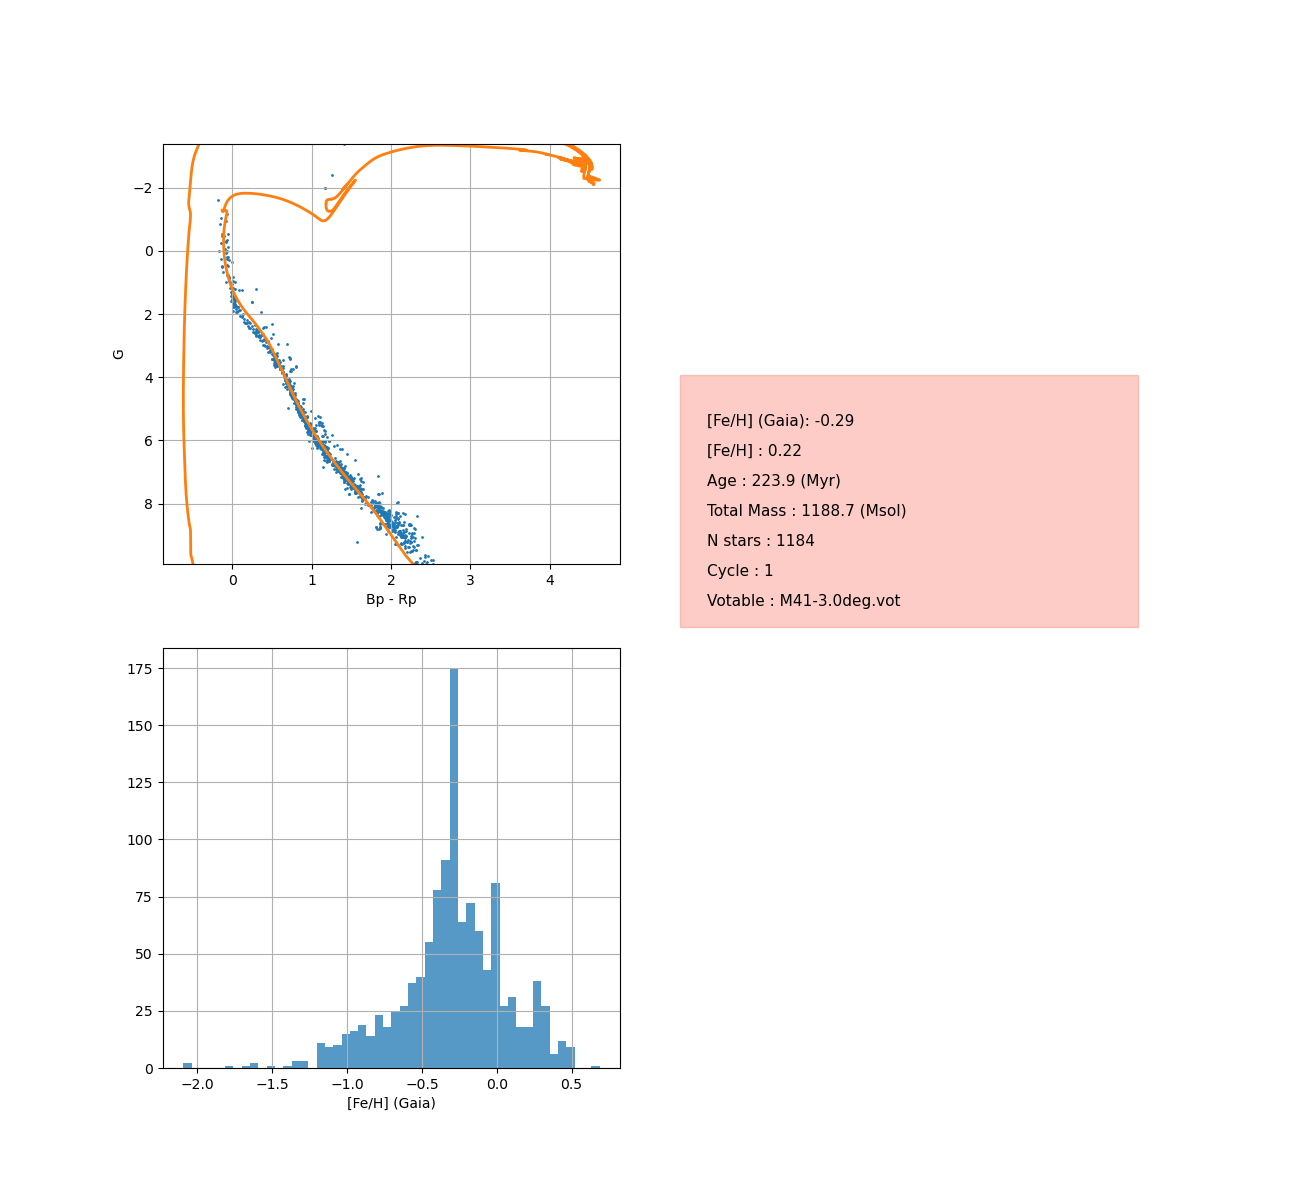 −2
0
2
4
6
8
G
0 1 2 3 4
Bp - Rp
[Fe/H] (Gaia): -0.29
[Fe/H] : 0.22
Age : 223.9 (Myr)
Total Mass : 1188.7 (Msol)
N stars : 1184
Cycle : 1
Votable : M41-3.0deg.vot
175
150
125
100
75
50
25
0
−2.0 −1.5 −1.0 −0.5 0.0 0.5
[Fe/H] (Gaia)